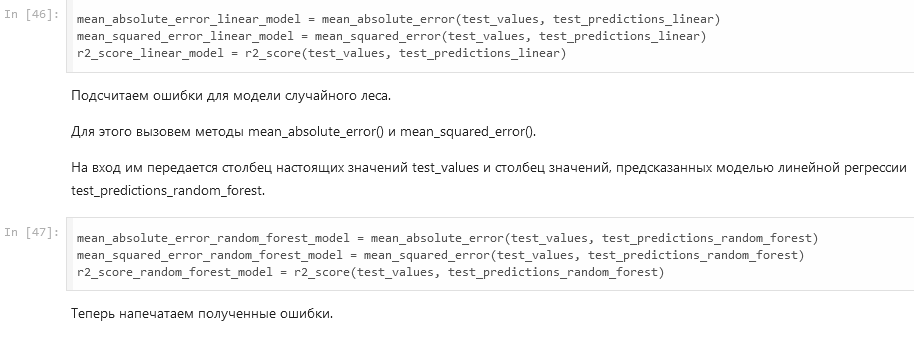 In [46]:
mean_absolute_error_linear_model = mean_absolute_error(test_values, test_predictions_linear)
mean_squared_error_linear_model = mean_squared_error(test_values, test_predictions_linear)
r2_score_linear_model = r2_score(test_values, test_predictions_linear)
Подсчитаем ошибки для модели случайного леса.
Для этого вызовем методы mean_absolute_error() и mean_squared_error().
На вход им передается столбец настоящих значений test_values и столбец значений, предсказанных моделью линейной регрессии
test_predictions_random_forest.
In [47]:
mean_absolute_error_random_forest_model = mean_absolute_error(test_values, test_predictions_random_forest)
mean_squared_error_random_forest_model = mean_squared_error(test_values, test_predictions_random_forest)
r2_score_random_forest_model = r2_score(test_values, test_predictions_random_forest)
Теперь напечатаем полученные ошибки.